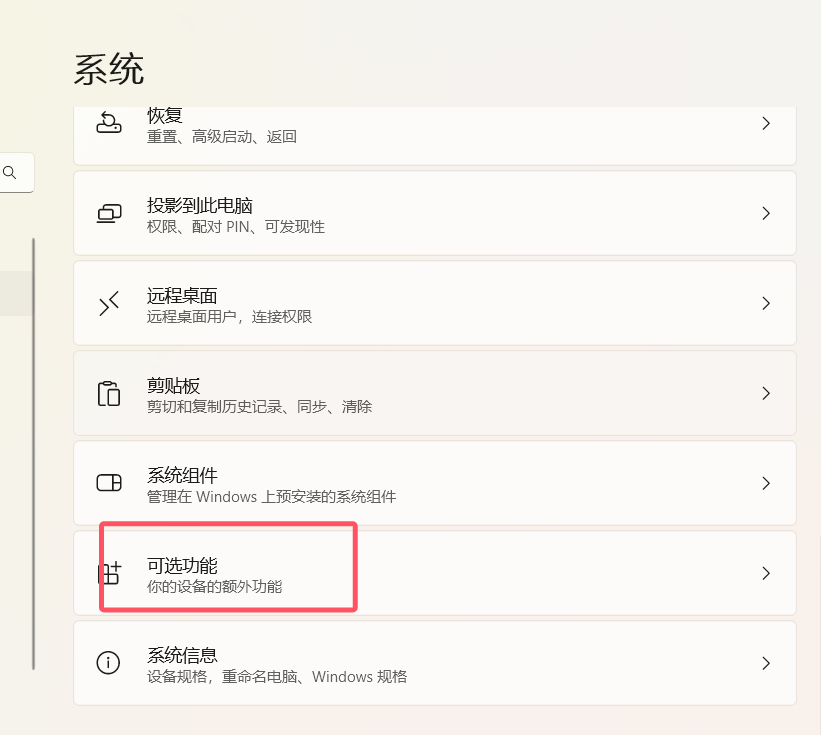 系统
恢复
重置、高级启动、返回
投影到此电脑
权限、配对 PIN、可发现性
远程桌面
远程桌面用户，连接权限
剪贴板
剪切和复制历史记录、同步、清除
系统组件
管理在 Windows 上预安装的系统组件
可选功能
你的设备的额外功能
系统信息
设备规格，重命名电脑、Windows 规格